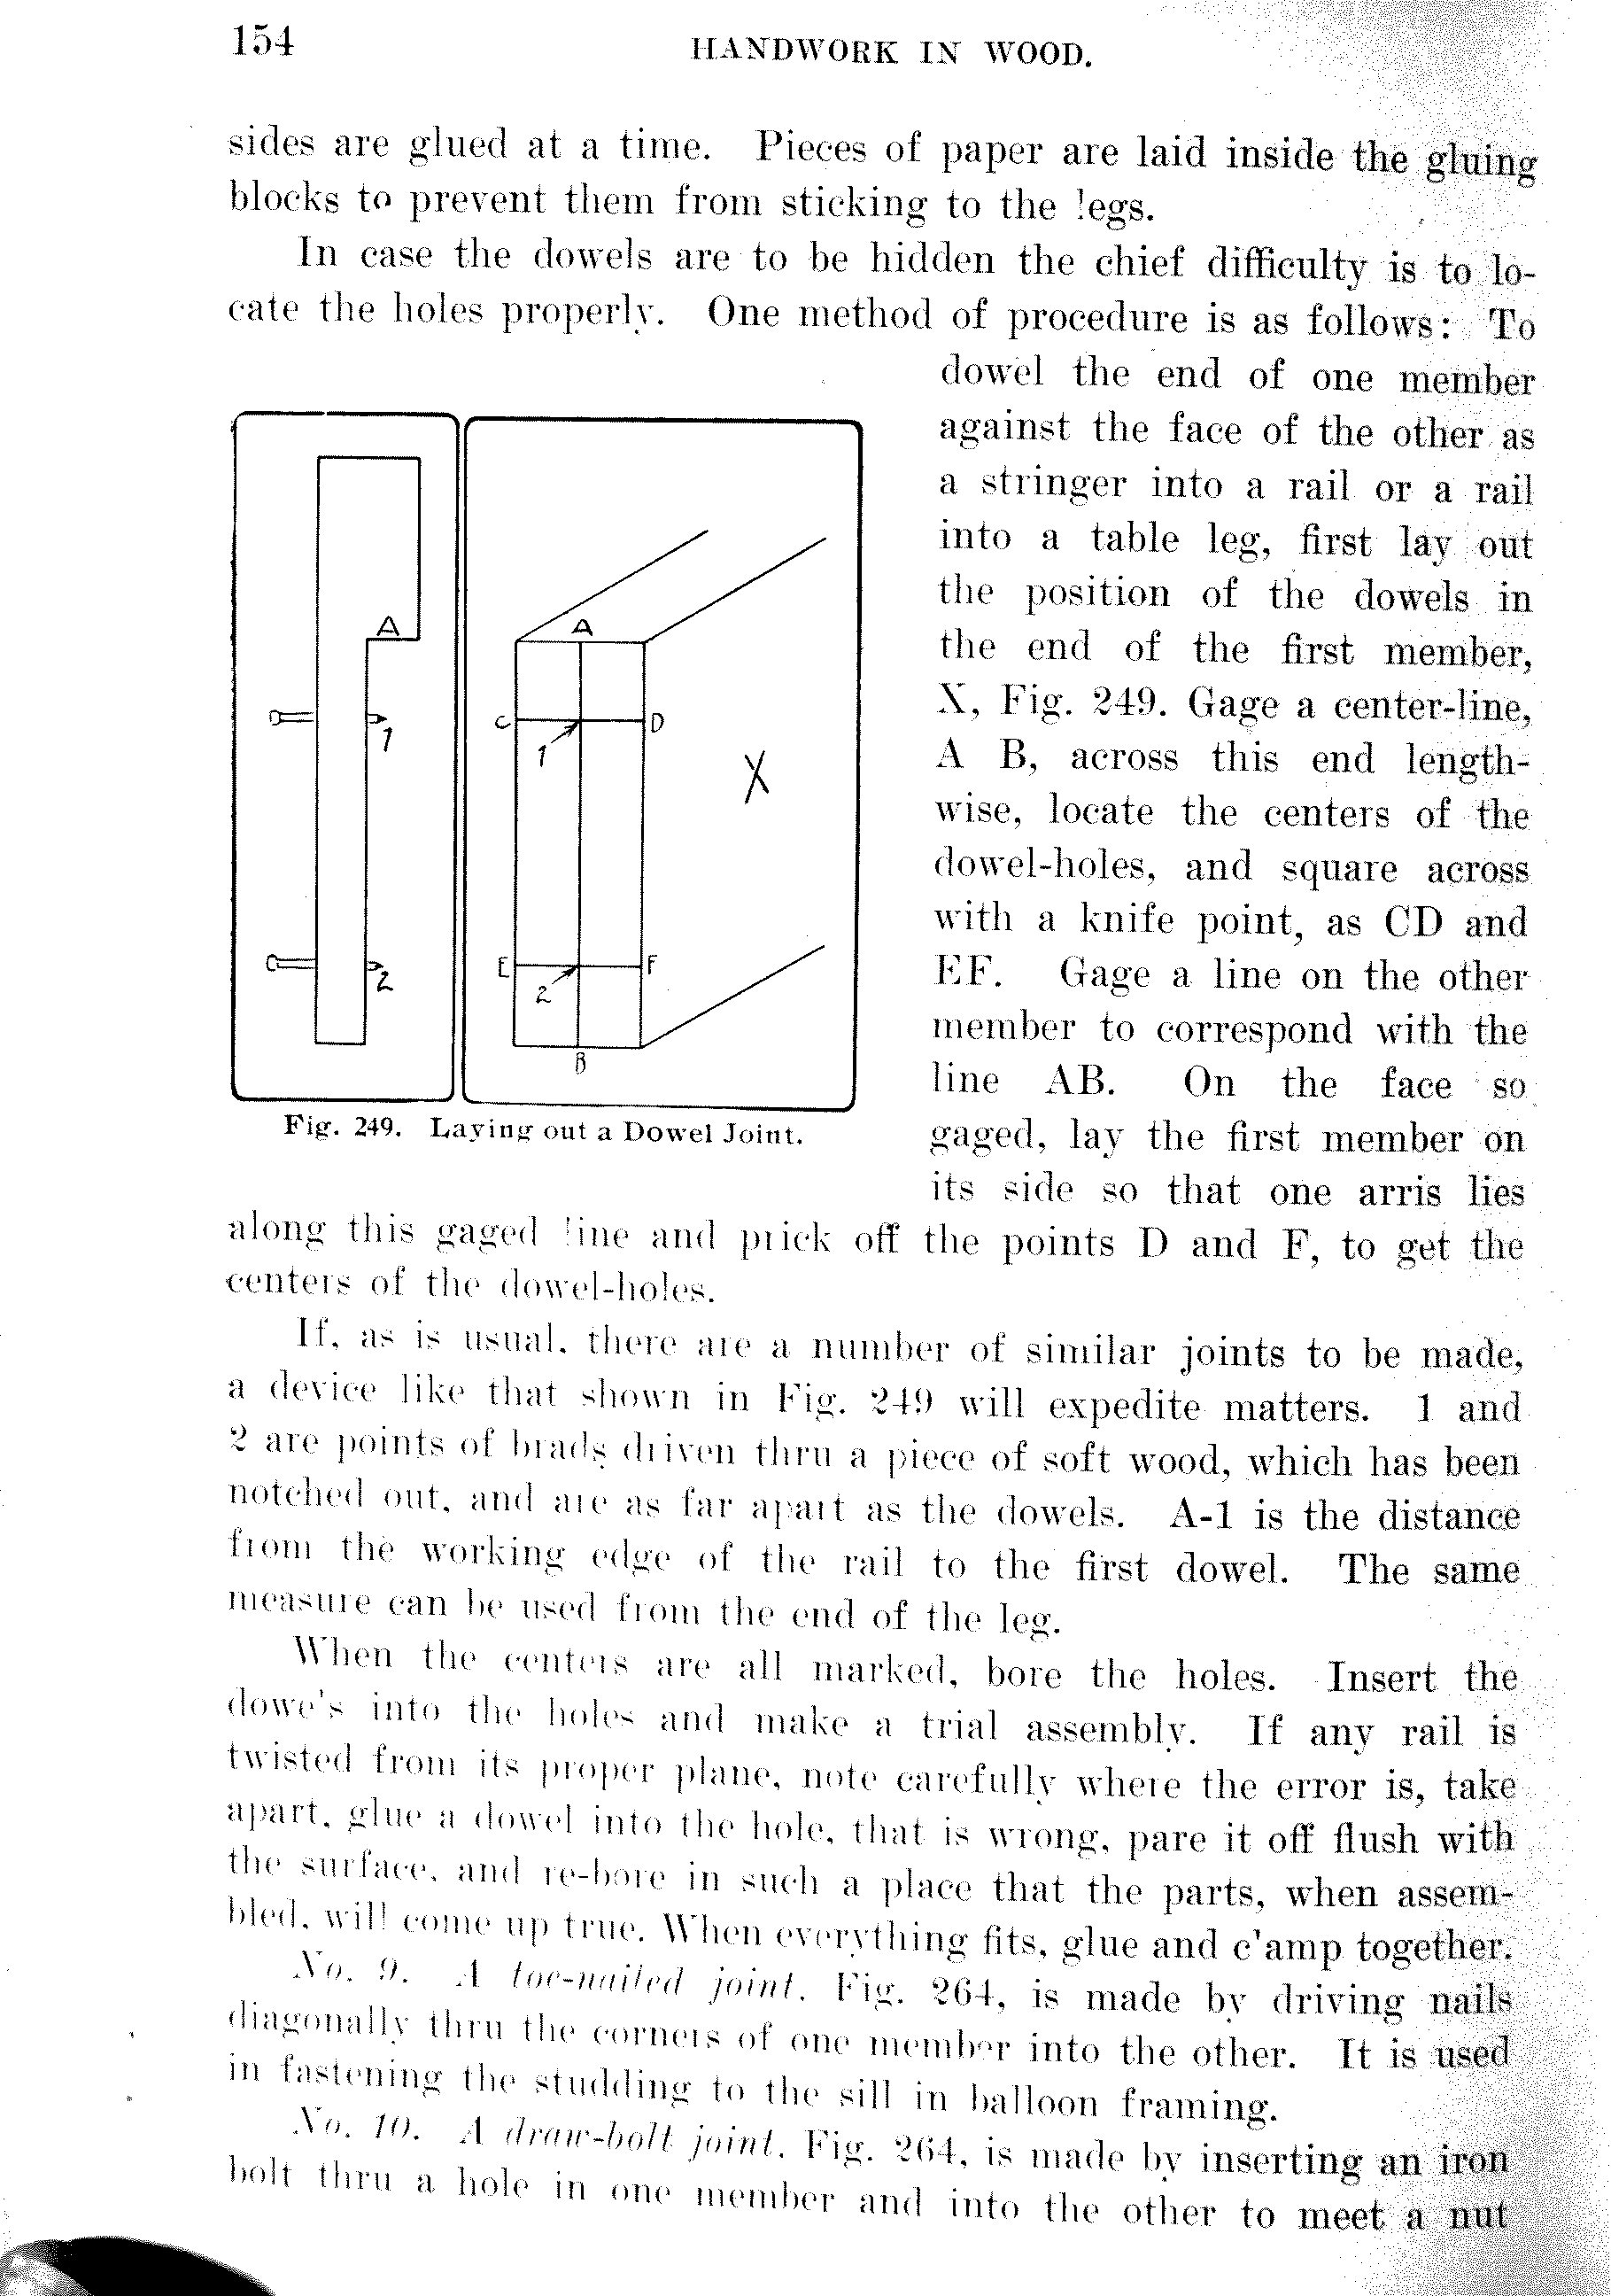 154
HANDWORK IN WOOD.
sides are glued at a time. Pieces of paper are laid inside the gluing
blocks to prevent them from sticking to the legs.
In case the dowels are to be hidden the chief difficulty is to lo-
cate the holes properly. One method of procedure is as follows: To
dowel the end of one member
against the face of the other as
a stringer into a rail or a rail
into a table leg, first lay out
the position of the dowels in
the end of the first member,
X, Fig. 249. Gage a center-line,
A B, across this end length-
wise, locate the centers of the
dowel-holes, and square across
with a knife point, as CD and
EF. Gage a line on the other
member to correspond with the
line AB. On the face so
gaged, lay the first member on
its side so that one arris lies
A
1
2
A
C
D
1
X
E
F
2
B
Fig. 249. Laying out a Dowel Joint.
along this gaged line and prick off the points D and F, to get the
centers of the dowel-holes.
If, as is usual, there are a number of similar joints to be made,
a device like that shown in Fig. 249 will expedite matters. 1 and
2 are points of brads driven thru a piece of soft wood, which has been
notched out, and are as far apart as the dowels. A-1 is the distance
from the working edge of the rail to the first dowel. The same
measure can be used from the end of the leg.
When the centers are all marked, bore the holes. Insert the
dowels into the holes and make a trial assembly. If any rail is
twisted from its proper plane, note carefully where the error is, take
apart, glue a dowel into the hole, that is wrong, pare it off flush with
the surface, and re-bore in such a place that the parts, when assem-
bled, will come up true. When everything fits, glue and clamp together.
No. 9. A toe-nailed joint, Fig. 264, is made by driving nails
diagonally thru the corners of one member into the other. It is used
in fastening the studding to the sill in balloon framing.
No. 10. A draw-bolt joint, Fig. 264, is made by inserting an iron
bolt thru a hole in one member and into the other to meet a nut